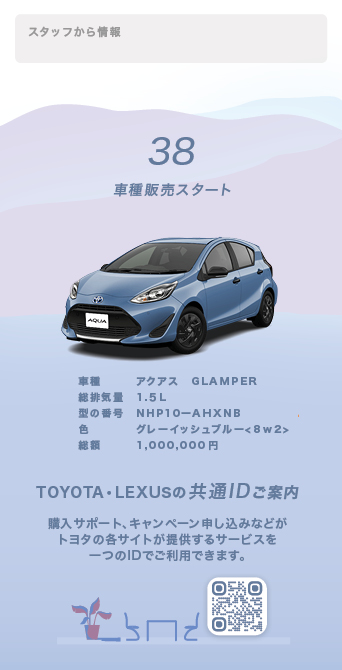 スタッフから情報
38
車種販売スタート
AQUA
車種 アクアス GLAMPER
総排気量 1.5L
型の番号 NHP10ーAHXNB
色 グレーイッシュブルー<8w2>
総額 1,000,000円
TOYOTA・LEXUSの共通IDご案内
購入サポート、キャンペーン申し込みなどが
トヨタの各サイトが提供するサービスを
一つのIDでご利用できます。